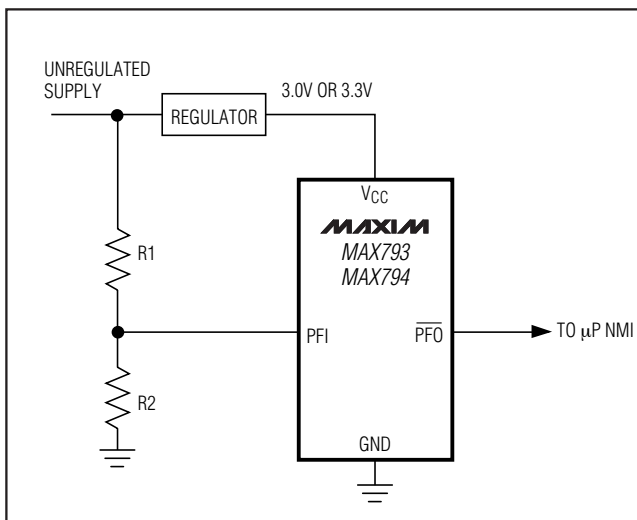 UNREGULATED
SUPPLY
3.0V OR 3.3V
REGULATOR
VCC
MAXIM
MAX793
MAX794
R1
PFI
PFO
TO µP NMI
R2
GND